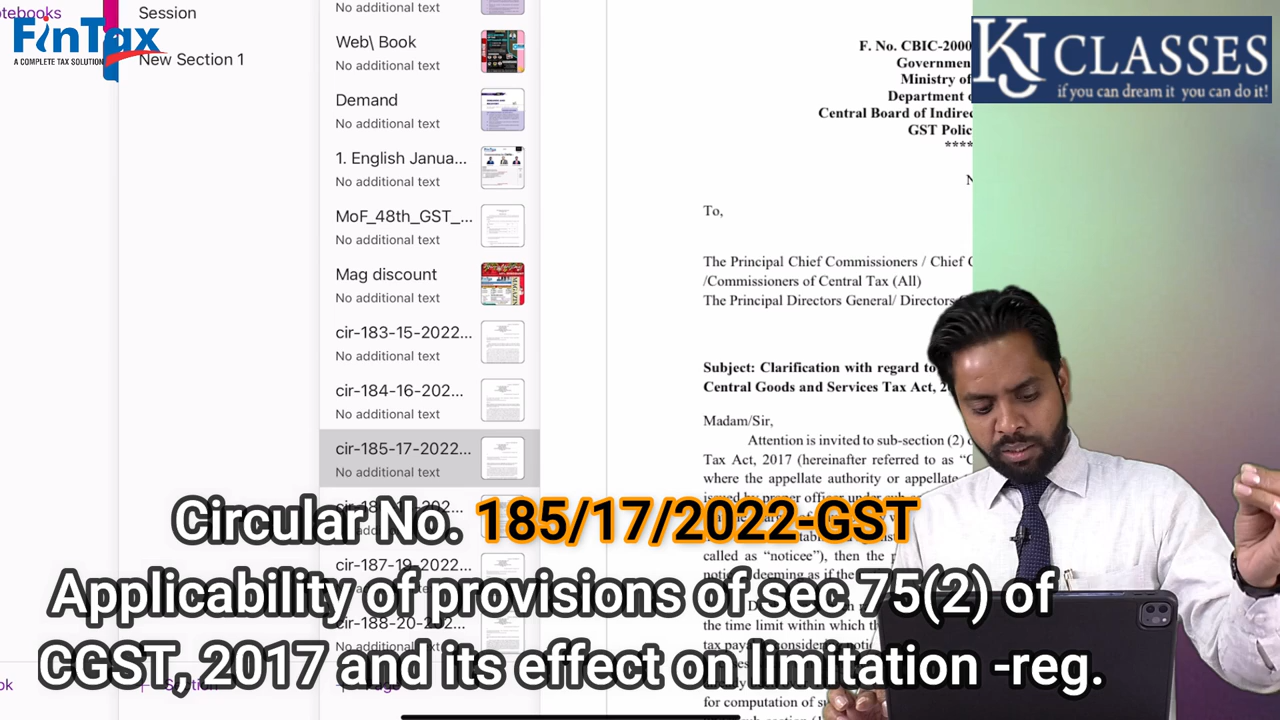 otebooks
FinTax
A COMPLETE TAX SOLUTION
Session
New Section 1
No additional text
Web\ Book
No additional text
Demand
No additional text
1. English Janua...
No additional text
MoF_48th_GST_...
No additional text
Mag discount
No additional text
cir-183-15-2022...
No additional text
cir-184-16-202...
No additional text
cir-185-17-2022...
No additional text
cir-187-19-2022...
F. No. CBIC-2000
Governmen
Ministry of
Department o
Central Board of Indirec
GST Polic
****
N
To,
The Principal Chief Commissioners / Chief C
/Commissioners of Central Tax (All)
The Principal Directors General/ Directors
Subject: Clarification with regard to
Central Goods and Services Tax Act, 2
Madam/Sir,
Attention is invited to sub-section (2) o
Tax Act, 2017 (hereinafter referred to as “C
where the appellate authority or appellate
called as “noticee”), then the
the time limit within which th
for computation of su
KJ CLASSES
if you can dream it you can do it!
Circular No. 185/17/2022-GST
Applicability of provisions of sec 75(2) of
CGST, 2017 and its effect on limitation -reg.